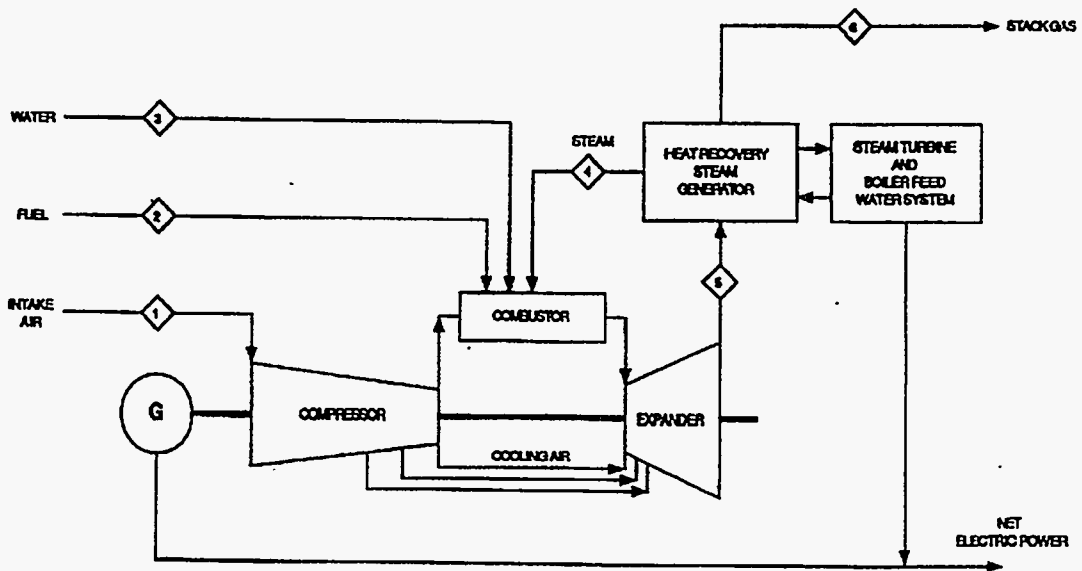 6
STACK GAS
WATER
3
STEAM
4
HEAT RECOVERY
STEAM
GENERATOR
STEAM TURBINE
AND
BOILER FEED
WATER SYSTEM
FUEL
2
5
INTAKE
AIR
1
COMBUSTOR
G
COMPRESSOR
EXPANDER
COOLING AIR
NET
ELECTRIC POWER